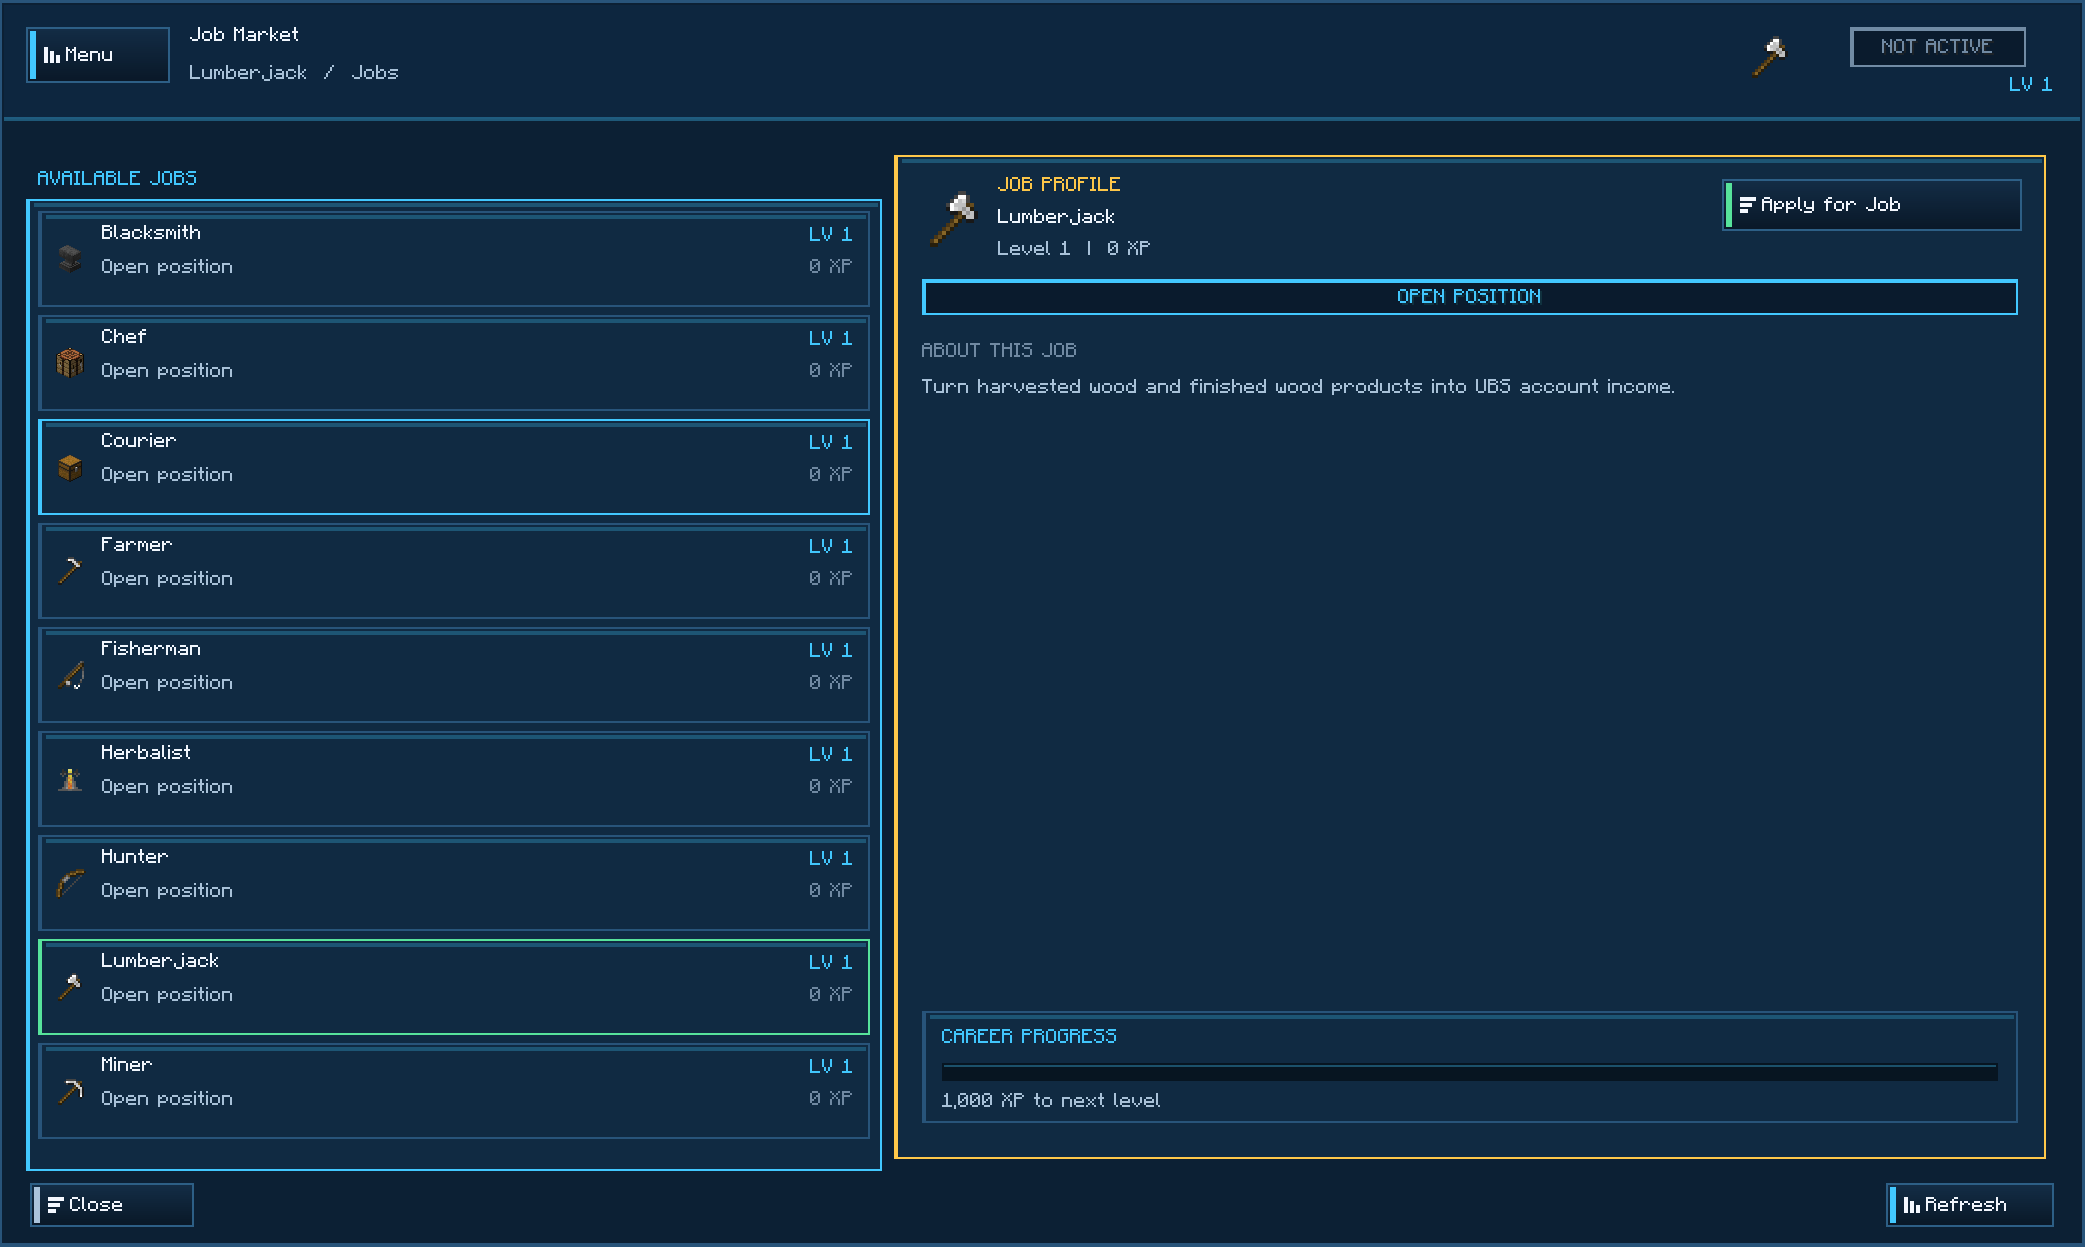 Menu
Job Market
Lumberjack / Jobs
NOT ACTIVE
LV 1
AVAILABLE JOBS
Blacksmith
LV 1
Open position
0 XP
Chef
LV 1
Open position
0 XP
Courier
LV 1
Open position
0 XP
Farmer
LV 1
Open position
0 XP
Fisherman
LV 1
Open position
0 XP
Herbalist
LV 1
Open position
0 XP
Hunter
LV 1
Open position
0 XP
Lumberjack
LV 1
Open position
0 XP
Miner
LV 1
Open position
0 XP
JOB PROFILE
Lumberjack
Level 1 | 0 XP
Apply for Job
OPEN POSITION
ABOUT THIS JOB
Turn harvested wood and finished wood products into UBS account income.
CAREER PROGRESS
1,000 XP to next level
Close
Refresh